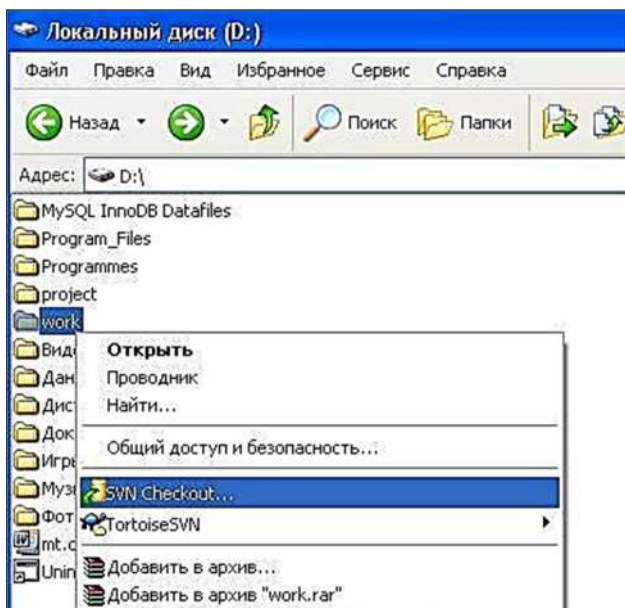 Локальный диск (D:)
Файл Правка Вид Избранное Сервис Справка
Назад Поиск Папки
Адрес: D:\
MySQL InnoDB Datafiles
Program_Files
Programmes
project
work
Открыть
Проводник
Найти...
Общий доступ и безопасность...
SVN Checkout...
TortoiseSVN
Добавить в архив...
Добавить в архив "work.rar"